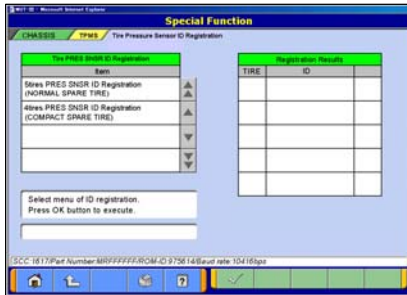 MUT-III - Microsoft Internet Explorer
Special Function
CHASSIS
TPMS
Tire Pressure Sensor ID Registration
Tire PRES SNSR ID Registration
Item
5tires PRES SNSR ID Registration
(NORMAL SPARE TIRE)
4tires PRES SNSR ID Registration
(COMPACT SPARE TIRE)
Registration Results
TIRE
ID
Select menu of ID registration.
Press OK button to execute.
SCC:1617/Part Number:MRFFFFFF/ROM-ID:975614/Baud rate:10416bps